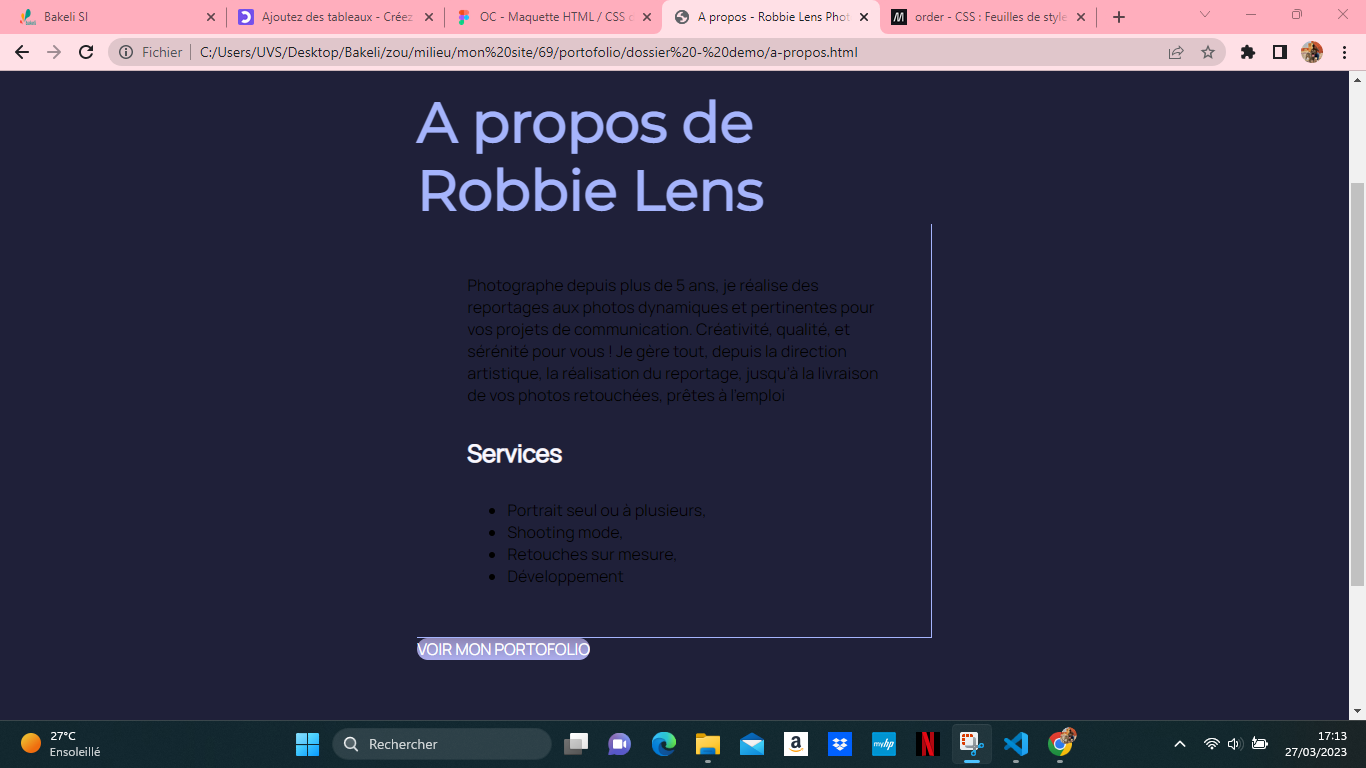 Bakeli SI
Ajoutez des tableaux - Créez
OC - Maquette HTML / CSS
A propos - Robbie Lens Phot
order - CSS : Feuilles de style
Fichier
C:/Users/UVS/Desktop/Bakeli/zou/milieu/mon%20site/69/portofolio/dossier%20-%20demo/a-propos.html
A propos de
Robbie Lens
Photographe depuis plus de 5 ans, je réalise des
reportages aux photos dynamiques et pertinentes pour
vos projets de communication. Créativité, qualité, et
sérénité pour vous ! Je gère tout, depuis la direction
artistique, la réalisation du reportage, jusqu'à la livraison
de vos photos retouchées, prêtes à l'emploi
Services
Portrait seul ou à plusieurs,
Shooting mode,
Retouches sur mesure,
Développement
VOIR MON PORTOFOLIO
27°C
Ensoleillé
Rechercher
myhp
17:13
27/03/2023